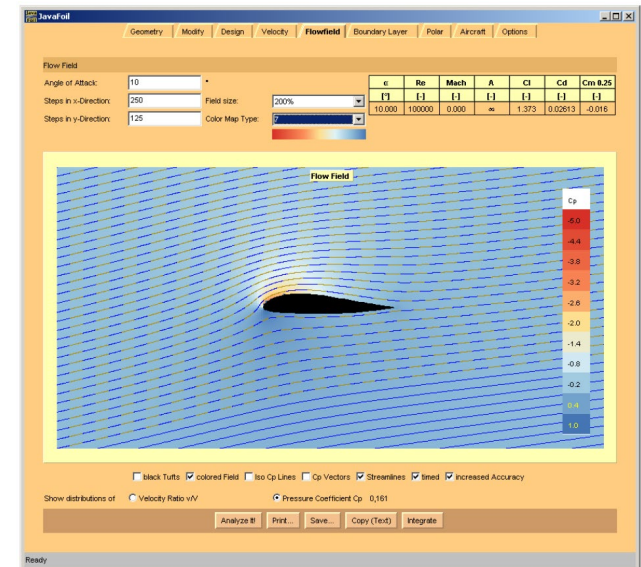 JavaFoil
Geometry Modify Design Velocity Flowfield Boundary Layer Polar Aircraft Options
Flow Field
Angle of Attack: 10 °
Steps in x-Direction: 250 Field size: 200%
Steps in y-Direction: 125 Color Map Type: 7
α Re Mach A Cl Cd Cm 0.25
[°] [-] [-] [-] [-] [-] [-]
10.000 100000 0.000 ∞ 1.373 0.02613 -0.016
Flow Field
Cp
-5.0
-4.4
-3.8
-3.2
-2.6
-2.0
-1.4
-0.8
-0.2
0.4
1.0
black Tufts colored Field Iso Cp Lines Cp Vectors Streamlines timed increased Accuracy
Show distributions of Velocity Ratio v/V Pressure Coefficient Cp 0,161
Analyze It! Print... Save... Copy (Text) Integrate
Ready